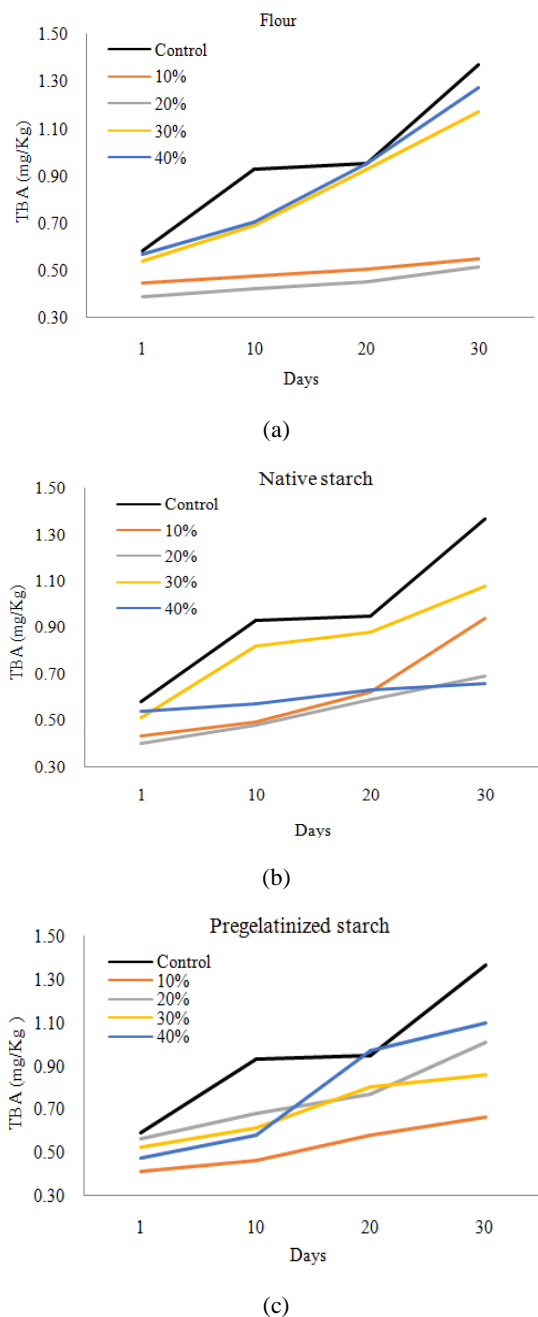 Flour
1.50
1.30
1.10
0.90
0.70
0.50
0.30
TBA (mg/Kg)
Control
10%
20%
30%
40%
1 10 20 30
Days
(a)
Native starch
1.50
1.30
1.10
0.90
0.70
0.50
0.30
TBA (mg/Kg)
Control
10%
20%
30%
40%
1 10 20 30
Days
(b)
Pregelatinized starch
1.50
1.30
1.10
0.90
0.70
0.50
0.30
TBA (mg/Kg )
Control
10%
20%
30%
40%
1 10 20 30
Days
(c)